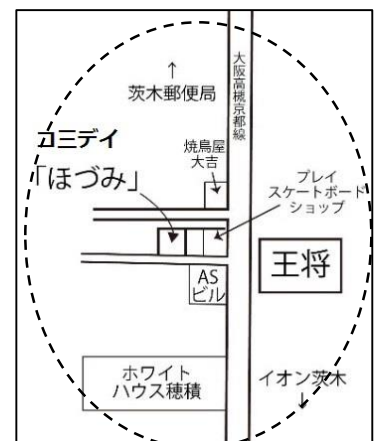 大阪高槻京都線
↑
茨木郵便局
焼鳥屋
大吉
コミデイ
「ほづみ」
プレイ
スケートボード
ショップ
王将
AS
ビル
ホワイト
ハウス穂積
イオン茨木
↓